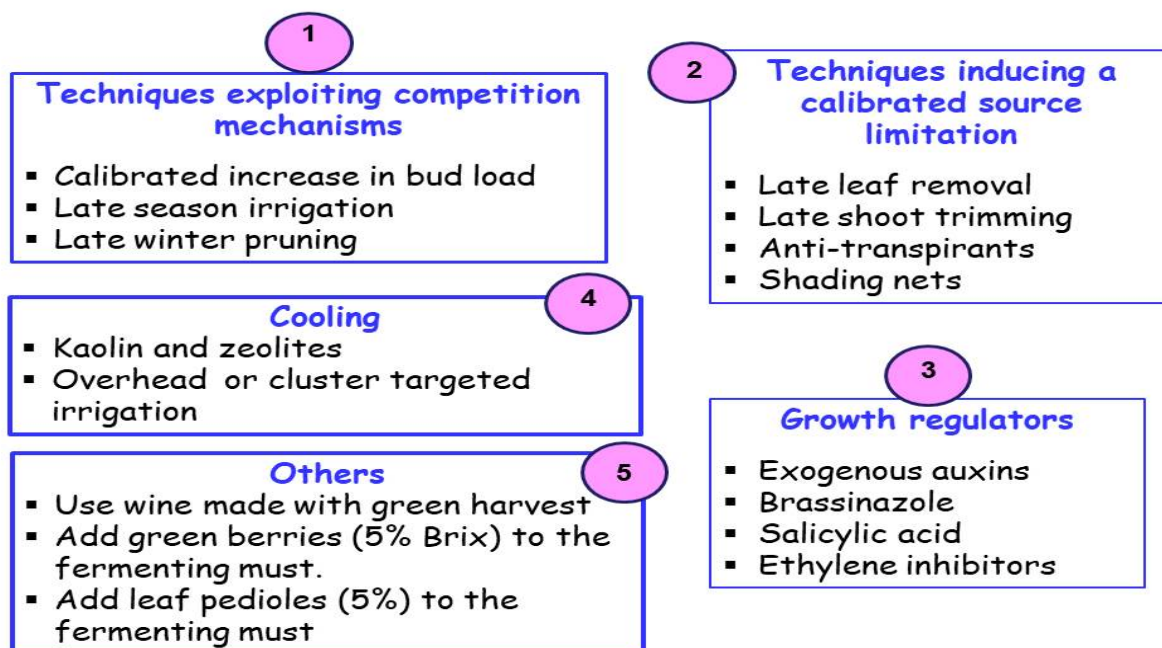 1
Techniques exploiting competition
mechanisms
▪ Calibrated increase in bud load
▪ Late season irrigation
▪ Late winter pruning
2
Techniques inducing a
calibrated source
limitation
▪ Late leaf removal
▪ Late shoot trimming
▪ Anti-transpirants
▪ Shading nets
4
Cooling
▪ Kaolin and zeolites
▪ Overhead or cluster targeted
irrigation
3
Growth regulators
▪ Exogenous auxins
▪ Brassinazole
▪ Salicylic acid
▪ Ethylene inhibitors
5
Others
▪ Use wine made with green harvest
▪ Add green berries (5% Brix) to the
fermenting must.
▪ Add leaf pedioles (5%) to the
fermenting must